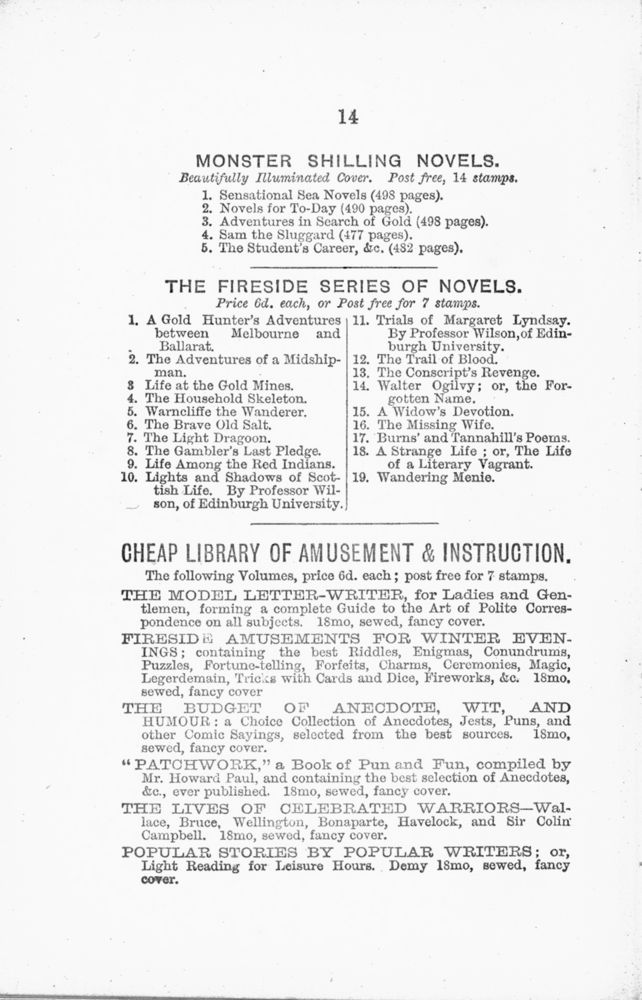 14
MONSTER SHILLING NOVELS.
Beautifully Illuminated Cover. Post free, 14 stamps.
1. Sensational Sea Novels (498 pages).
2. Novels for To-Day (490 pages).
3. Adventures in Search of Gold (498 pages).
4. Sam the Sluggard (477 pages).
5. The Student's Career, &c. (482 pages).
THE FIRESIDE SERIES OF NOVELS.
Price 6d. each, or Post free for 7 stamps.
1. A Gold Hunter's Adventures
between Melbourne and
Ballarat.
2. The Adventures of a Midship-
man.
3 Life at the Gold Mines.
4. The Household Skeleton.
5. Warncliffe the Wanderer.
6. The Brave Old Salt.
7. The Light Dragoon.
8. The Gambler's Last Pledge.
9. Life Among the Red Indians.
10. Lights and Shadows of Scot-
tish Life. By Professor Wil-
son, of Edinburgh University.
11. Trials of Margaret Lyndsay.
By Professor Wilson, of Edin-
burgh University.
12. The Trail of Blood.
13. The Conscript's Revenge.
14. Walter Ogilvy; or, the For-
gotten Name.
15. A Widow's Devotion.
16. The Missing Wife.
17. Burns' and Tannahill's Poems.
18. A Strange Life ; or, The Life
of a Literary Vagrant.
19. Wandering Menie.
CHEAP LIBRARY OF AMUSEMENT & INSTRUCTION.
The following Volumes, price 6d. each ; post free for 7 stamps.
THE MODEL LETTER-WRITER, for Ladies and Gen-
tlemen, forming a complete Guide to the Art of Polite Corres-
pondence on all subjects. 18mo, sewed, fancy cover.
FIRESIDE AMUSEMENTS FOR WINTER EVEN-
INGS ; containing the best Riddles, Enigmas, Conundrums,
Puzzles, Fortune-telling, Forfeits, Charms, Ceremonies, Magic,
Legerdemain, Tricks with Cards and Dice, Fireworks, &c. 18mo,
sewed, fancy cover
THE BUDGET OF ANECDOTE, WIT, AND
HUMOUR : a Choice Collection of Anecdotes, Jests, Puns, and
other Comic Sayings, selected from the best sources. 18mo,
sewed, fancy cover.
"PATCHWORK," a Book of Pun and Fun, compiled by
Mr. Howard Paul, and containing the best selection of Anecdotes,
&c., ever published. 18mo, sewed, fancy cover.
THE LIVES OF CELEBRATED WARRIORS—Wal-
lace, Bruce, Wellington, Bonaparte, Havelock, and Sir Colin
Campbell. 18mo, sewed, fancy cover.
POPULAR STORIES BY POPULAR WRITERS ; or,
Light Reading for Leisure Hours. Demy 18mo, sewed, fancy
cover.